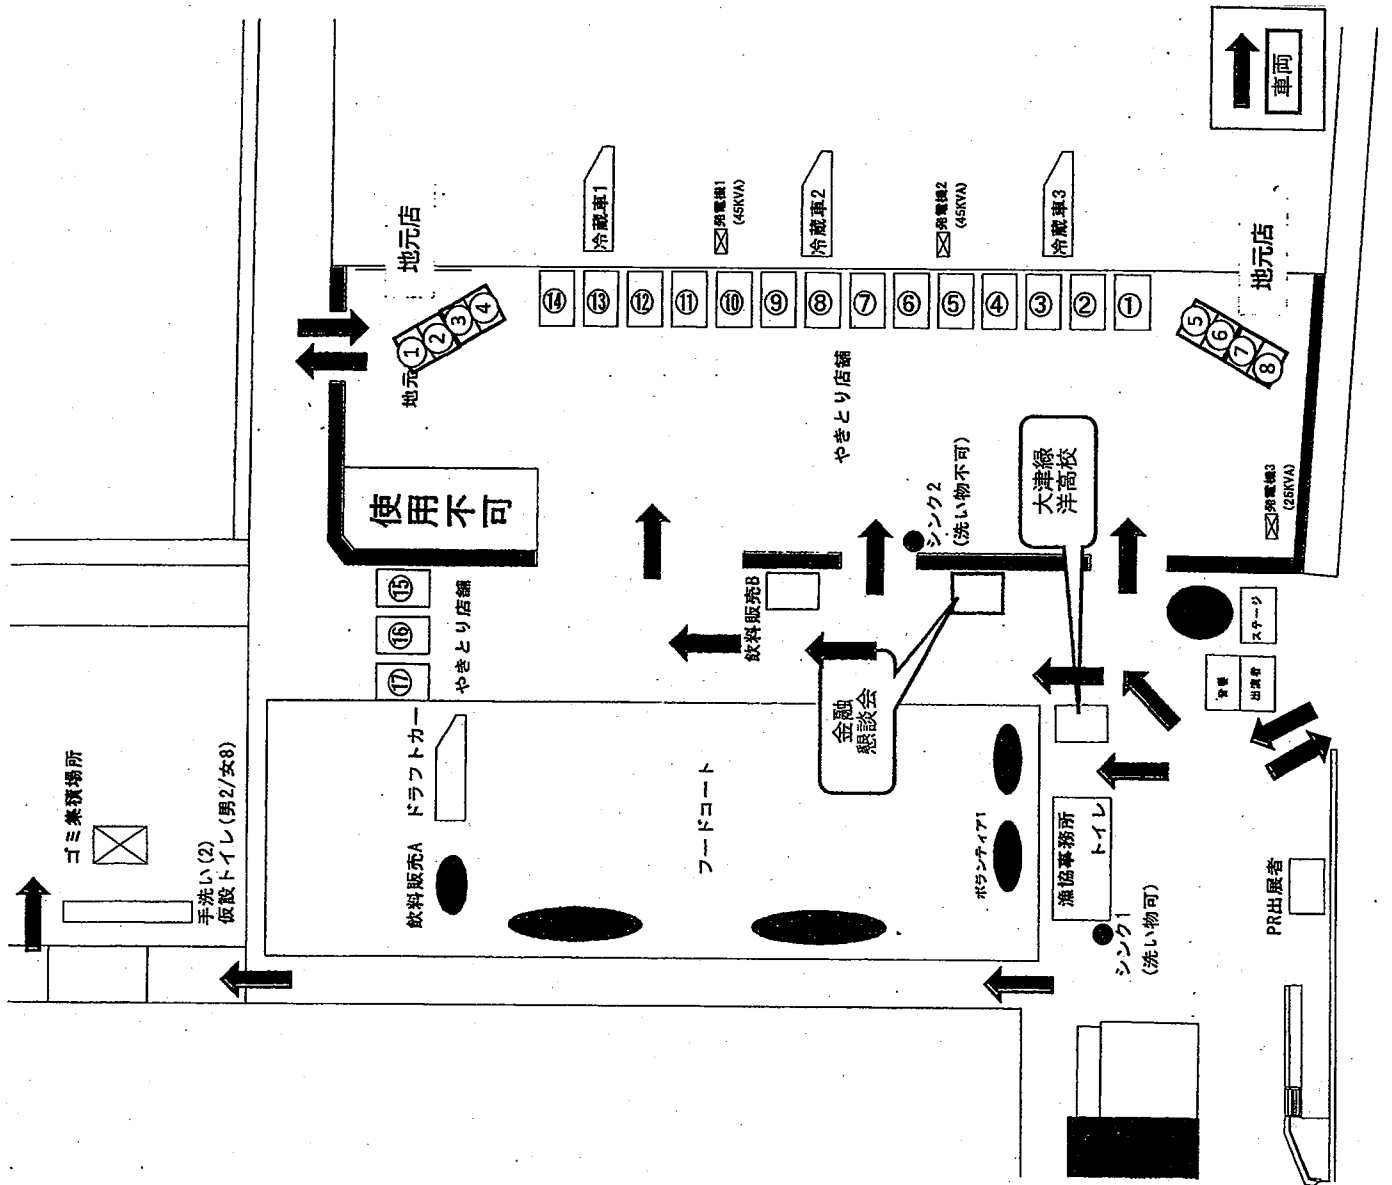 車両
地元店
冷蔵車1
発電機1
(45KVA)
冷蔵車2
発電機2
(45KVA)
冷蔵車3
地元店
① ② ③ ④
地元
⑭
⑬
⑫
⑪
⑩
⑨
⑧
⑦
⑥
⑤
④
③
②
①
⑤ ⑥ ⑦ ⑧
やきとり店舗
使用不可
シンク2
(洗い物不可)
大津緑
洋高校
発電機3
(25KVA)
⑮
⑯
⑰
やきとり店舗
飲料販売B
金融
懇談会
ステージ
音響
出演者
ゴミ集積場所
手洗い(2)
仮設トイレ(男2/女8)
ドラフトカー
飲料販売A
フードコート
ボランティア1
漁協事務所
トイレ
シンク1
(洗い物可)
PR出展者